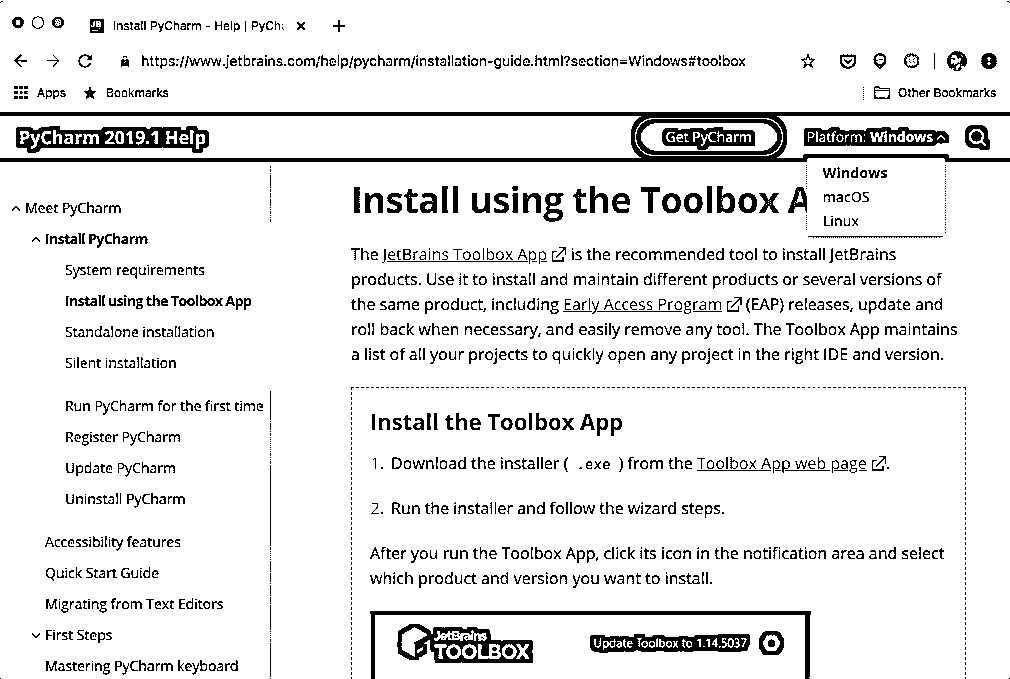 Install PyCharm - Help | PyCha
https://www.jetbrains.com/help/pycharm/installation-guide.html?section=Windows#toolbox
Apps
Bookmarks
Other Bookmarks
PyCharm 2019.1 Help
Get PyCharm
Platform: Windows
Windows
macOS
Linux
Meet PyCharm
Install PyCharm
System requirements
Install using the Toolbox App
Standalone installation
Silent installation
Run PyCharm for the first time
Register PyCharm
Update PyCharm
Uninstall PyCharm
Accessibility features
Quick Start Guide
Migrating from Text Editors
First Steps
Mastering PyCharm keyboard
Install using the Toolbox A
The JetBrains Toolbox App is the recommended tool to install JetBrains
products. Use it to install and maintain different products or several versions of
the same product, including Early Access Program (EAP) releases, update and
roll back when necessary, and easily remove any tool. The Toolbox App maintains
a list of all your projects to quickly open any project in the right IDE and version.
Install the Toolbox App
1. Download the installer ( .exe ) from the Toolbox App web page.
2. Run the installer and follow the wizard steps.
After you run the Toolbox App, click its icon in the notification area and select
which product and version you want to install.
JetBrains
TOOLBOX
Update Toolbox to 1.14.5037